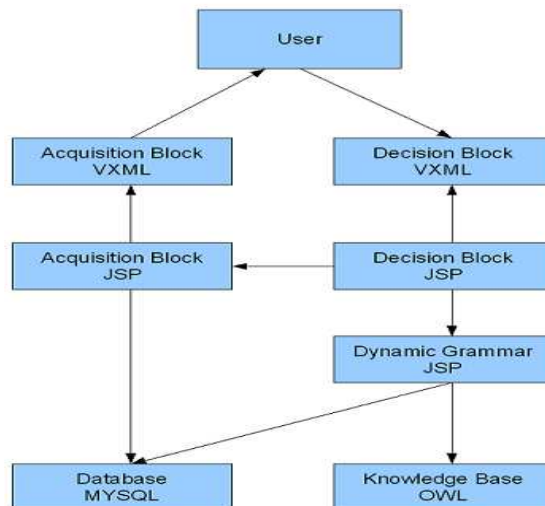 User
Acquisition Block
VXML
Decision Block
VXML
Acquisition Block
JSP
Decision Block
JSP
Dynamic Grammar
JSP
Database
MYSQL
Knowledge Base
OWL